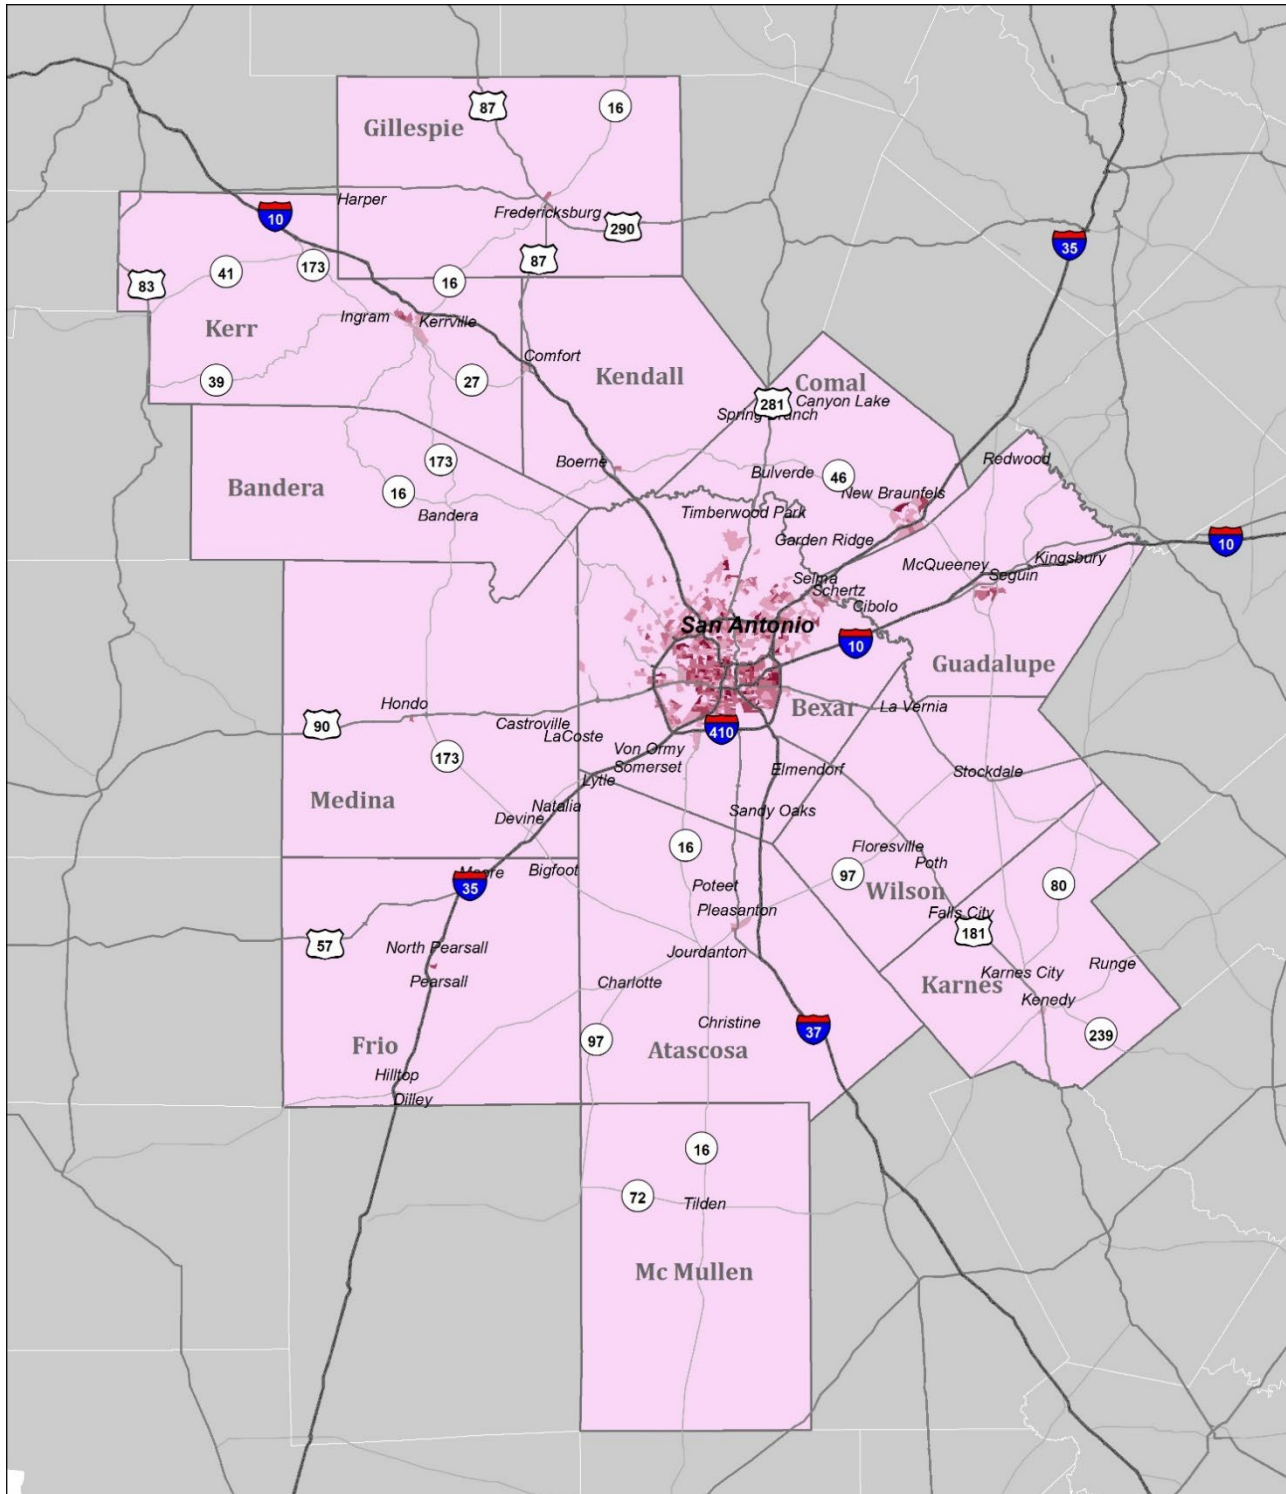 87
16
Gillespie
Harper
10
Fredericksburg
290
35
41
173
87
83
16
Ingram
Kerrville
Kerr
Comfort
Kendall
Comal
39
27
281
Canyon Lake
Spring Branch
Boerne
Bulverde
46
Redwood
173
Bandera
16
Bandera
New Braunfels
Timberwood Park
Garden Ridge
10
McQueeney
Kingsbury
Seguin
Selma
Schertz
Cibolo
San Antonio
10
Guadalupe
Hondo
Bexar
La Vernia
90
Castroville
LaCoste
410
173
Von Ormy
Somerset
Elmendorf
Stockdale
Lytle
Medina
Natalia
Devine
Sandy Oaks
16
Floresville
Poth
Moore
Bigfoot
97
35
Poteet
Wilson
80
Pleasanton
Falls City
57
North Pearsall
181
Jourdanton
Pearsall
Charlotte
Karnes City
Runge
Karnes
Kenedy
Christine
37
97
239
Frio
Atascosa
Hilltop
Dilley
16
72
Tilden
Mc Mullen